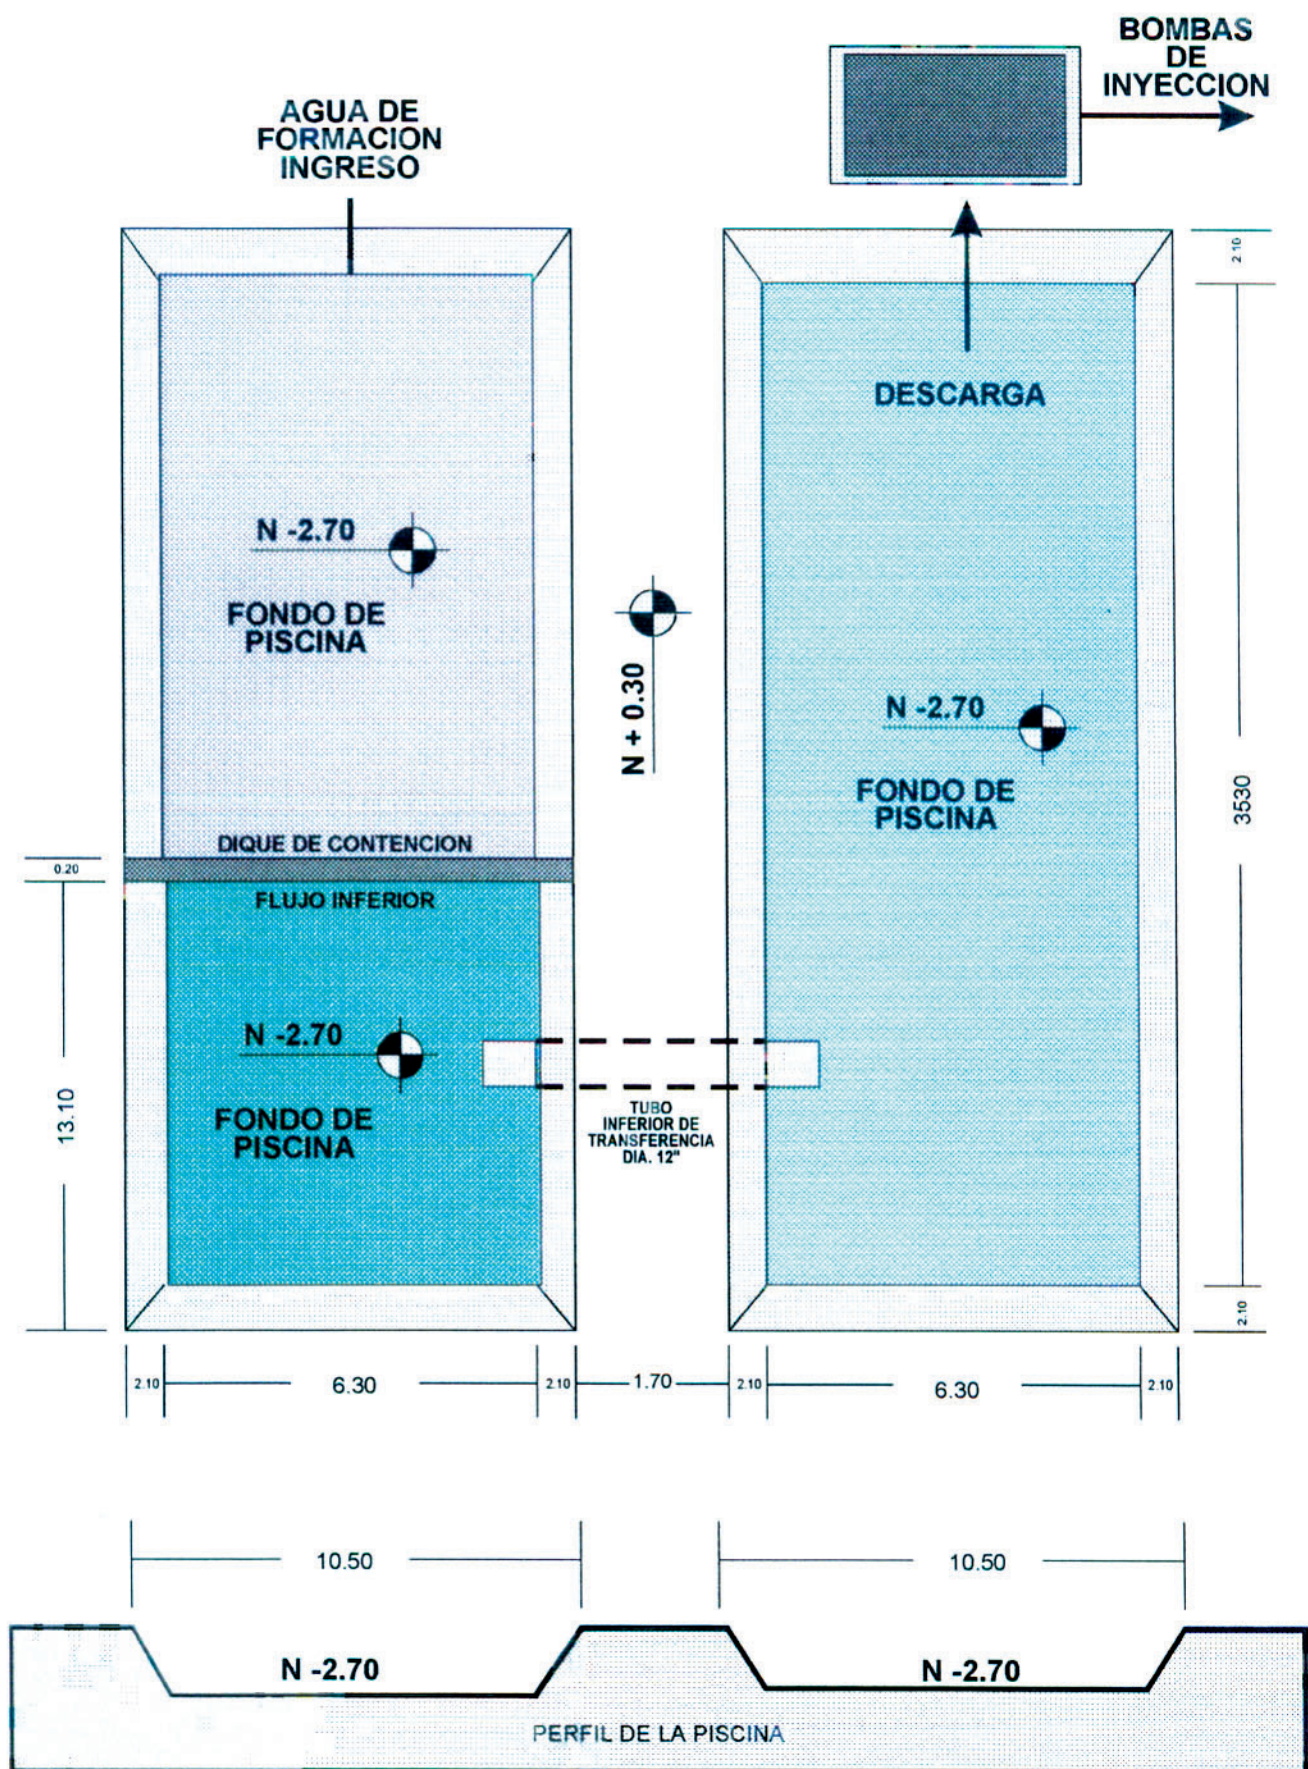 BOMBAS
DE
INYECCION
AGUA DE
FORMACION
INGRESO
2.10
DESCARGA
N -2.70
FONDO DE
PISCINA
N + 0.30
N -2.70
FONDO DE
PISCINA
3530
DIQUE DE CONTENCION
0.20
FLUJO INFERIOR
N -2.70
FONDO DE
PISCINA
13.10
TUBO
INFERIOR DE
TRANSFERENCIA
DIA. 12"
2.10
2.10
6.30
2.10
1.70
2.10
6.30
2.10
10.50
10.50
N -2.70
N -2.70
PERFIL DE LA PISCINA